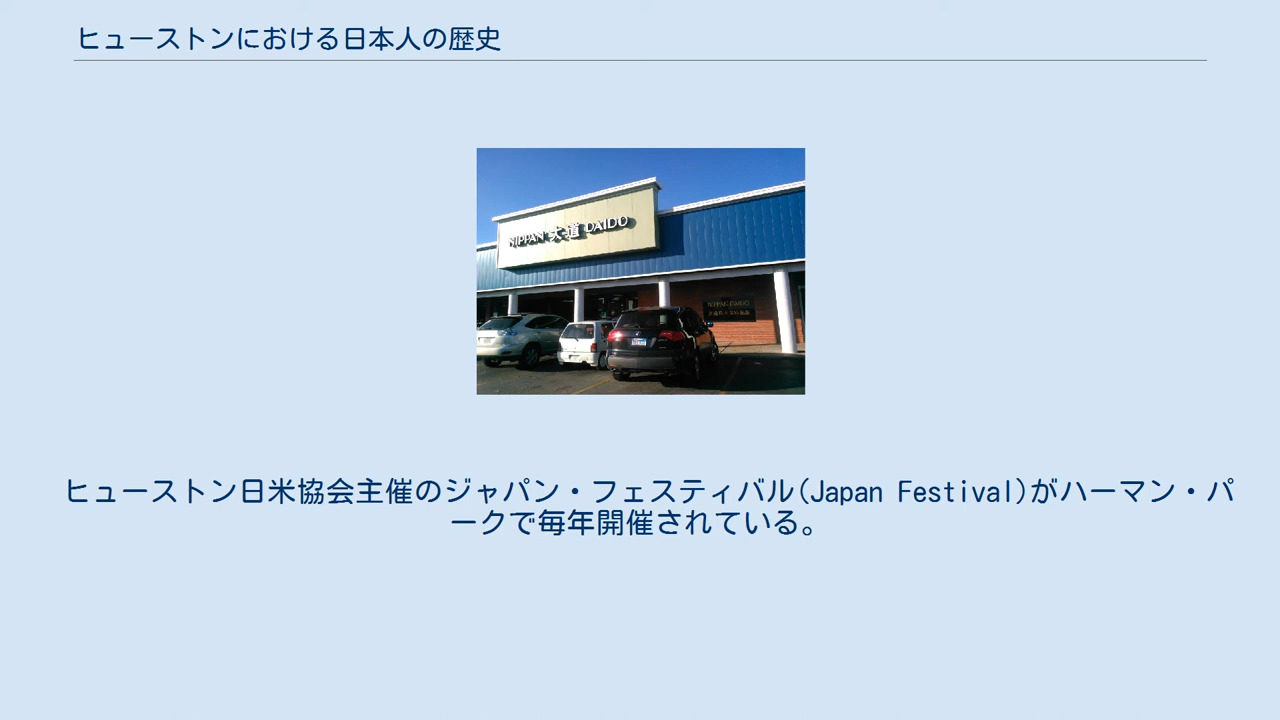 ヒューストンにおける日本人の歴史
NIPPAN 大道 DAIDO
NIPPAN DAIDO
ヒューストン日米協会主催のジャパン・フェスティバル(Japan Festival)がハーマン・パ
ークで毎年開催されている。